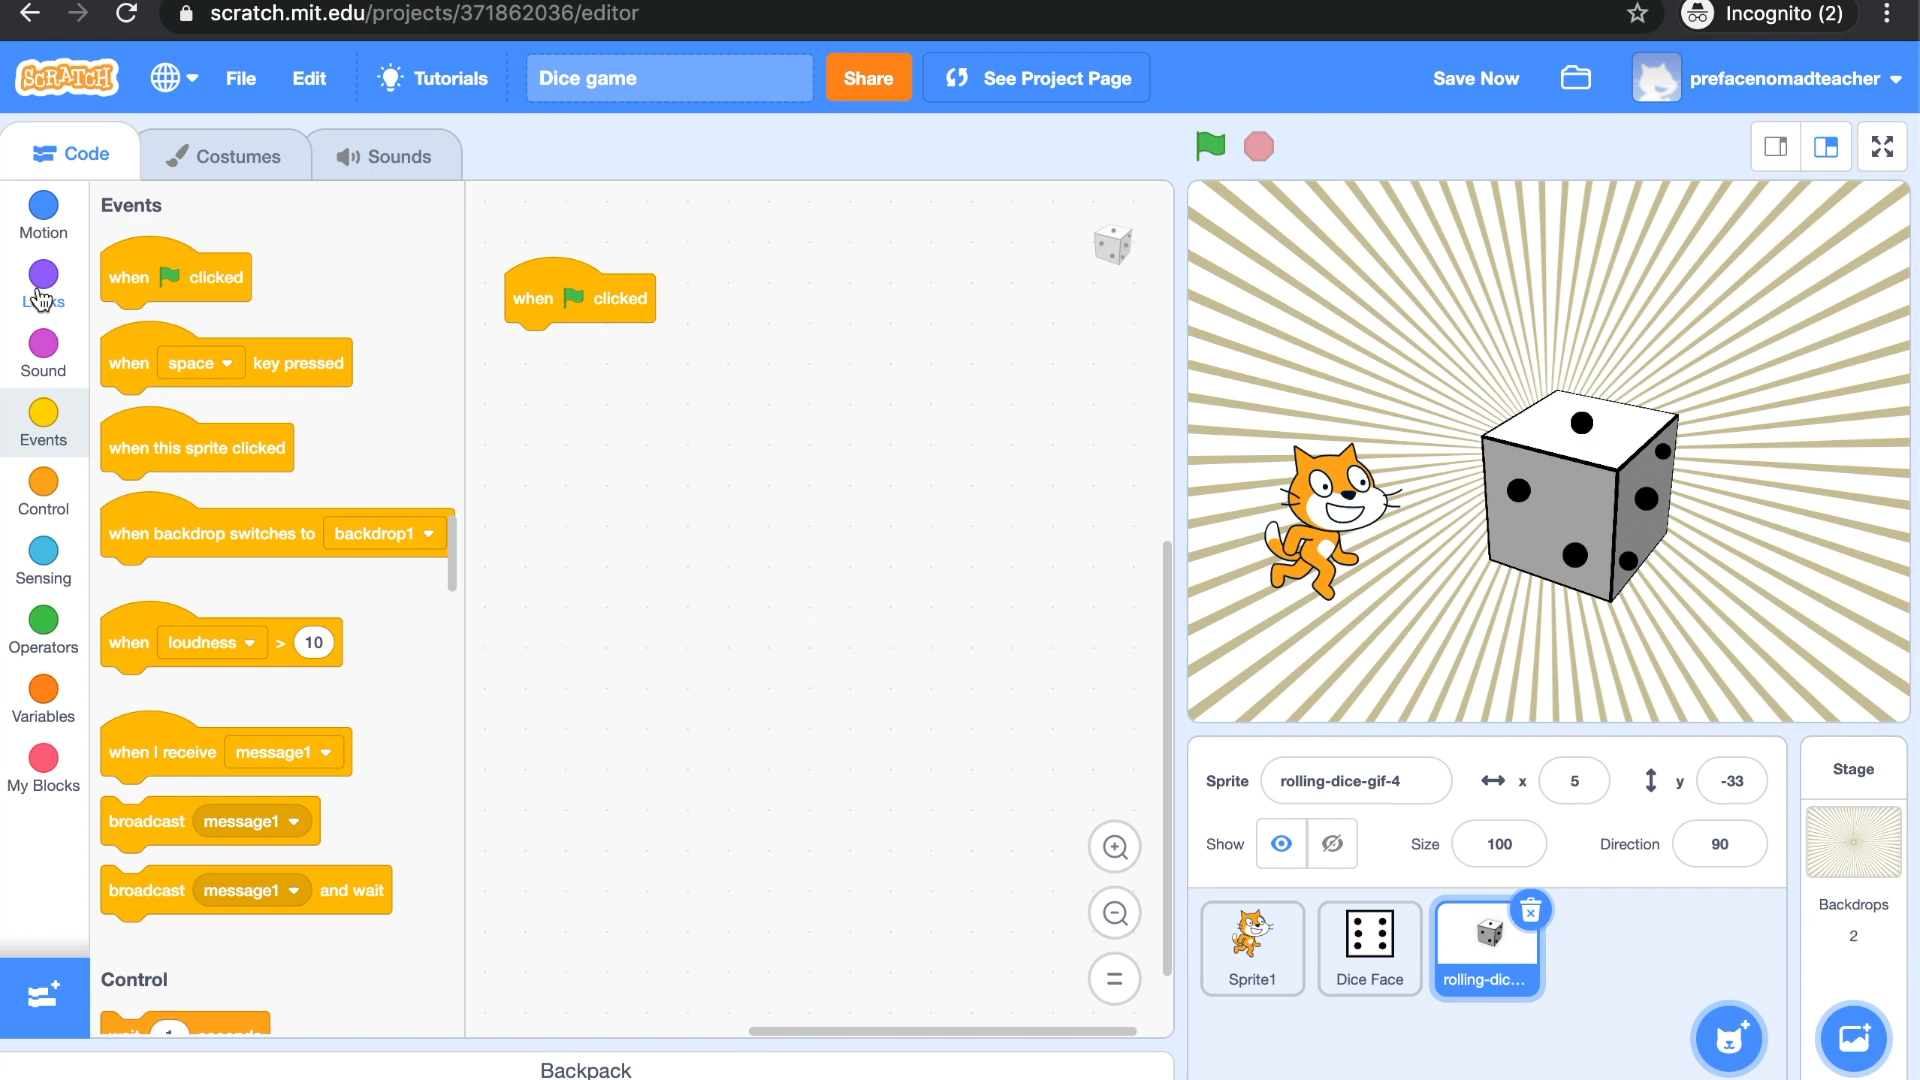 scratch.mit.edu/projects/371862036/editor
Incognito (2)
SCRATCH
File
Edit
Tutorials
Dice game
Share
See Project Page
Save Now
prefacenomadteacher
Code
Costumes
Sounds
Motion
Sound
Events
Control
Sensing
Operators
Variables
My Blocks
Events
when clicked
when space key pressed
when this sprite clicked
when backdrop switches to backdrop1
when loudness > 10
when I receive message1
broadcast message1
broadcast message1 and wait
Control
wait 1 seconds
when clicked
Backpack
Sprite rolling-dice-gif-4 x 5 y -33
Show Size 100 Direction 90
Sprite1
Dice Face
rolling-dic...
Stage
Backdrops
2